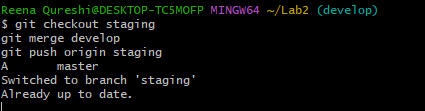 Reena Qureshi@DESKTOP-TC5MOFP MINGW64 ~/Lab2 (develop)
$ git checkout staging
git merge develop
git push origin staging
A       master
Switched to branch 'staging'
Already up to date.